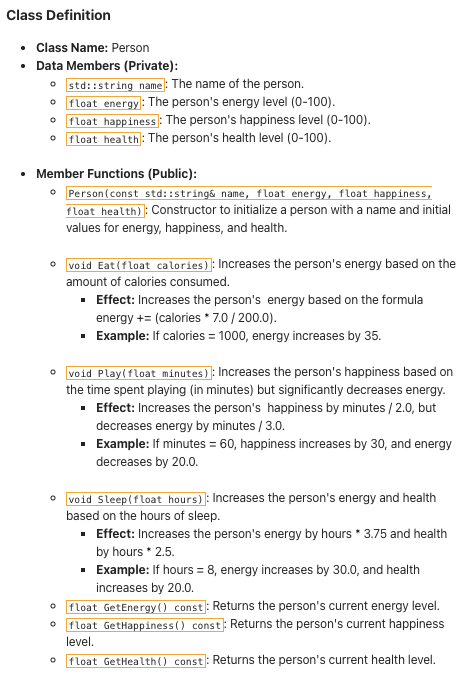 Class Definition
Class Name: Person
Data Members (Private):
std::string name: The name of the person.
float energy: The person's energy level (0-100).
float happiness: The person's happiness level (0-100).
float health: The person's health level (0-100).
Member Functions (Public):
Person(const std::string& name, float energy, float happiness,
float health): Constructor to initialize a person with a name and initial
values for energy, happiness, and health.
void Eat(float calories): Increases the person's energy based on the
amount of calories consumed.
Effect: Increases the person's  energy based on the formula
energy += (calories * 7.0 / 200.0).
Example: If calories = 1000, energy increases by 35.
void Play(float minutes): Increases the person's happiness based on
the time spent playing (in minutes) but significantly decreases energy.
Effect: Increases the person's  happiness by minutes / 2.0, but
decreases energy by minutes / 3.0.
Example: If minutes = 60, happiness increases by 30, and energy
decreases by 20.0.
void Sleep(float hours): Increases the person's energy and health
based on the hours of sleep.
Effect: Increases the person's energy by hours * 3.75 and health
by hours * 2.5.
Example: If hours = 8, energy increases by 30.0, and health
increases by 20.0.
float GetEnergy() const: Returns the person's current energy level.
float GetHappiness() const: Returns the person's current happiness
level.
float GetHealth() const: Returns the person's current health level.